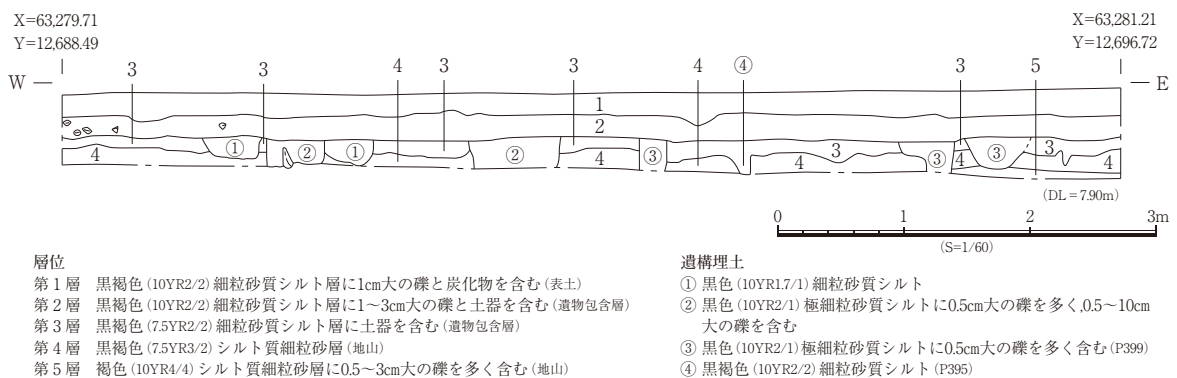 X=63,279.71
Y=12,688.49
X=63,281.21
Y=12,696.72
W
3
3
4
3
3
4
④
3
5
E
1
2
4
①
②
①
②
4
③
4
3
③
4
③
3
4
(DL=7.90m)
0 1 2 3m
(S=1/60)
層位
第1層 黒褐色(10YR2/2)細粒砂質シルト層に1cm大の礫と炭化物を含む(表土)
第2層 黒褐色(10YR2/2)細粒砂質シルト層に1~3cm大の礫と土器を含む(遺物包含層)
第3層 黒褐色(7.5YR2/2)細粒砂質シルト層に土器を含む(遺物包含層)
第4層 黒褐色(7.5YR3/2)シルト質細粒砂層(地山)
第5層 褐色(10YR4/4)シルト質細粒砂層に0.5~3cm大の礫を多く含む(地山)
遺構埋土
① 黒色(10YR1.7/1)細粒砂質シルト
② 黒色(10YR2/1)極細粒砂質シルトに0.5cm大の礫を多く,0.5~10cm
大の礫を含む
③ 黒色(10YR2/1)極細粒砂質シルトに0.5cm大の礫を多く含む(P399)
④ 黒褐色(10YR2/2)細粒砂質シルト(P395)